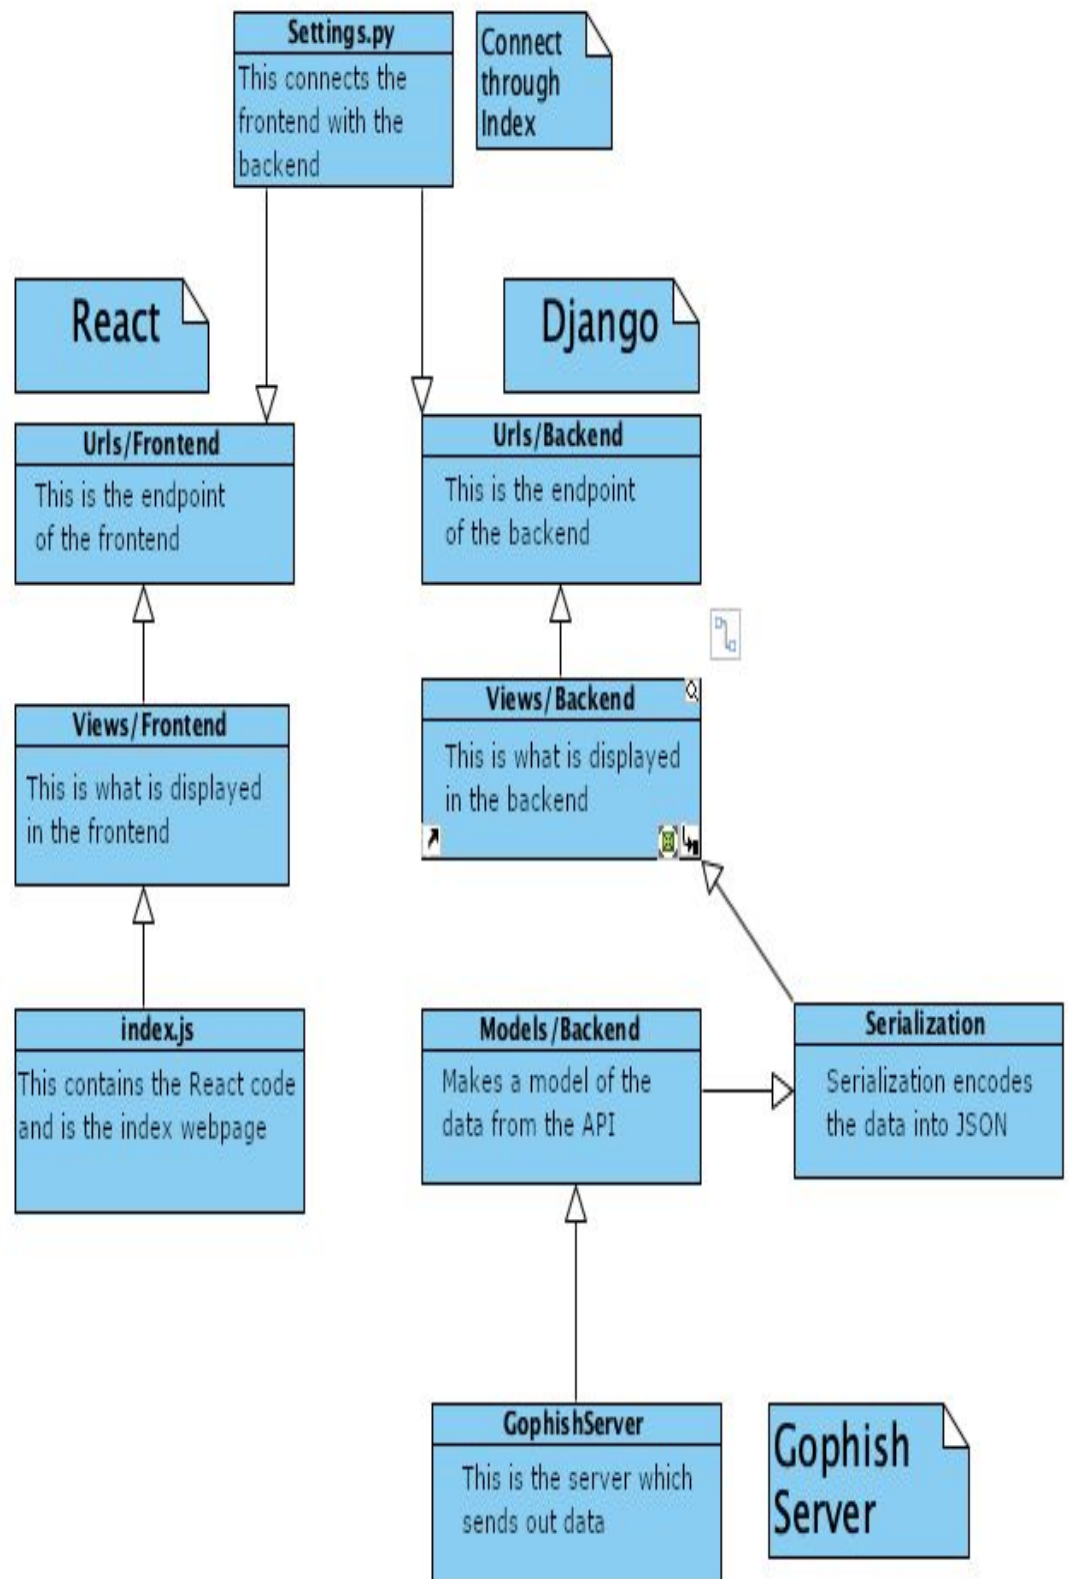 Settings.py
This connects the
frontend with the
backend
Connect
through
Index
React
Django
Urls/Frontend
This is the endpoint
of the frontend
Urls/Backend
This is the endpoint
of the backend
Views/Frontend
This is what is displayed
in the frontend
Views/Backend
This is what is displayed
in the backend
index.js
This contains the React code
and is the index webpage
Models/Backend
Makes a model of the
data from the API
Serialization
Serialization encodes
the data into JSON
GophishServer
This is the server which
sends out data
Gophish
Server